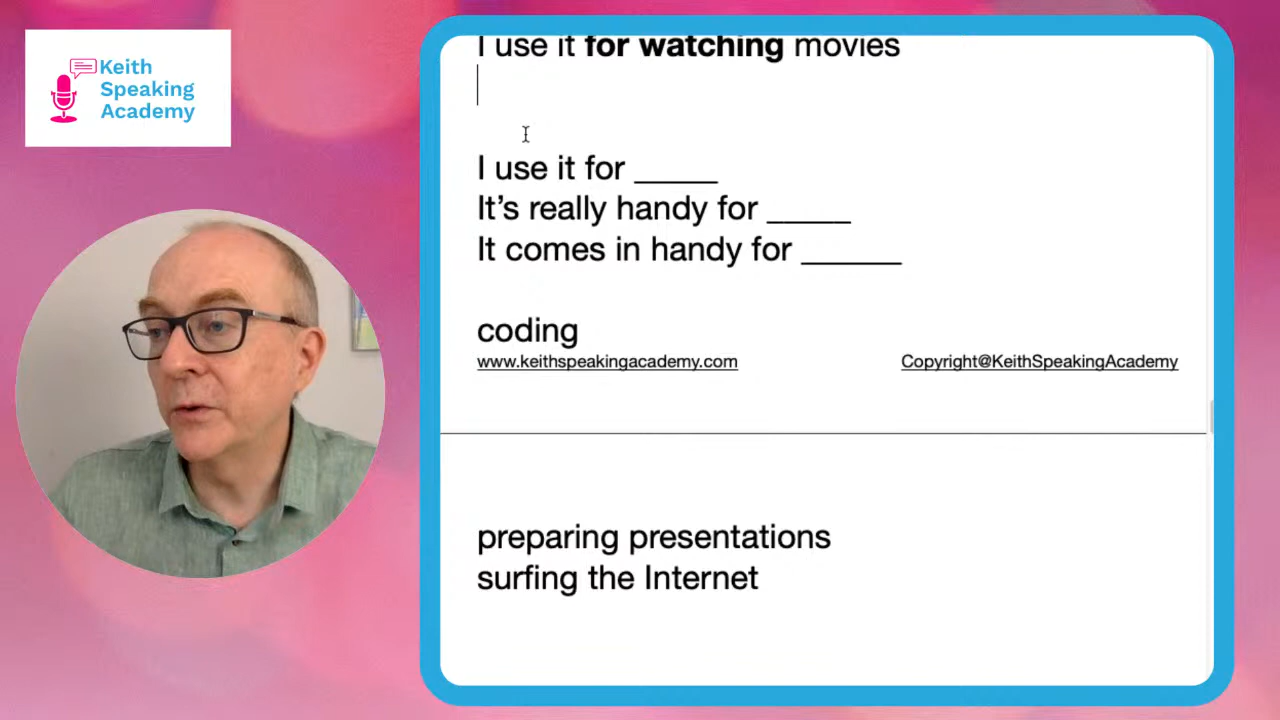 Keith
Speaking
Academy
I use it for watching movies
I use it for _____
It’s really handy for _____
It comes in handy for ______
coding
www.keithspeakingacademy.com
Copyright@KeithSpeakingAcademy
preparing presentations
surfing the Internet